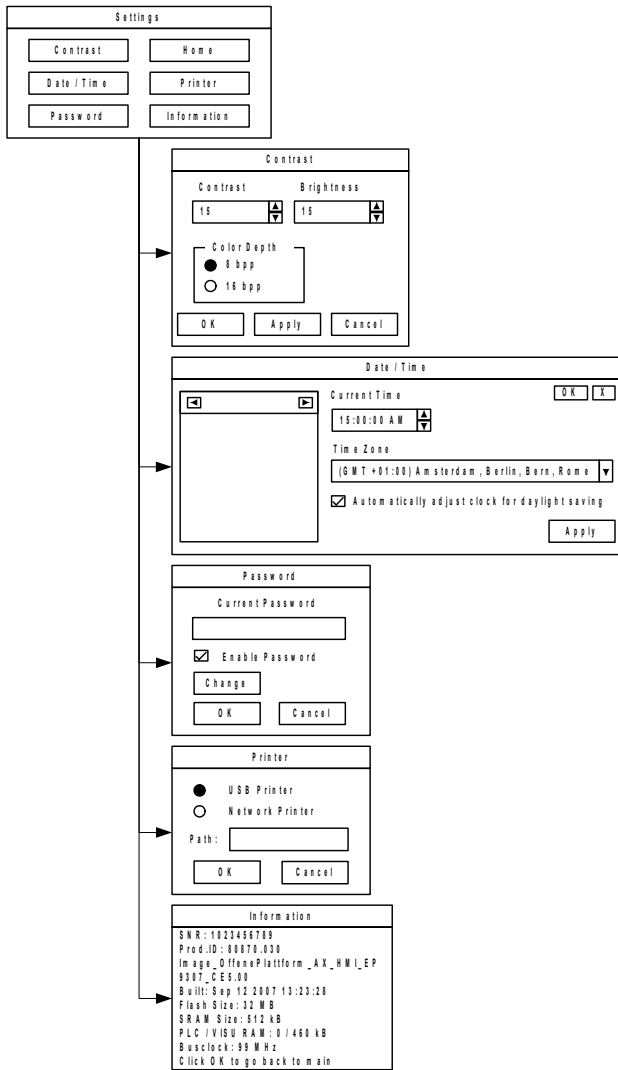 Settings
Contrast
Home
Date / Time
Printer
Password
Information
Contrast
Contrast
Brightness
15
15
Color Depth
8 bpp
16 bpp
OK
Apply
Cancel
Date / Time
Current Time
OK
X
15:00:00 AM
Time Zone
(GMT +01:00) Amsterdam, Berlin, Bern, Rome
Automatically adjust clock for daylight saving
Apply
Password
Current Password
Enable Password
Change
OK
Cancel
Printer
USB Printer
Network Printer
Path:
OK
Cancel
Information
SNR: 1023456789
Prod.ID: 80870.030
Image_OffenePlattform_AX_HMI_EP
9307_CE5.00
Built: Sep 12 2007 13:23:28
Flash Size: 32 MB
SRAM Size: 512 kB
PLC / VISU RAM: 0 / 460 kB
Busclock: 99 MHz
Click OK to go back to main